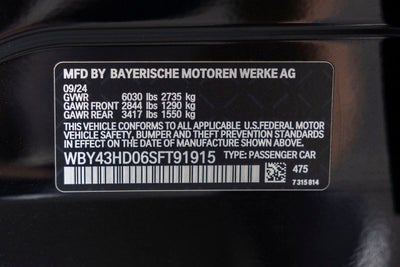 MFD BY BAYERISCHE MOTOREN WERKE AG
09/24
GVWR 6030 lbs 2735 kg
GAWR FRONT 2844 lbs 1290 kg
GAWR REAR 3417 lbs 1550 kg
THIS VEHICLE CONFORMS TO ALL APPLICABLE U.S.FEDERAL MOTOR
VEHICLE SAFETY, BUMPER, AND THEFT PREVENTION STANDARDS
IN EFFECT ON THE DATE OF MANUFACTURE SHOWN ABOVE.
WBY43HD06SFT91915 TYPE: PASSENGER CAR
475
7 315 814